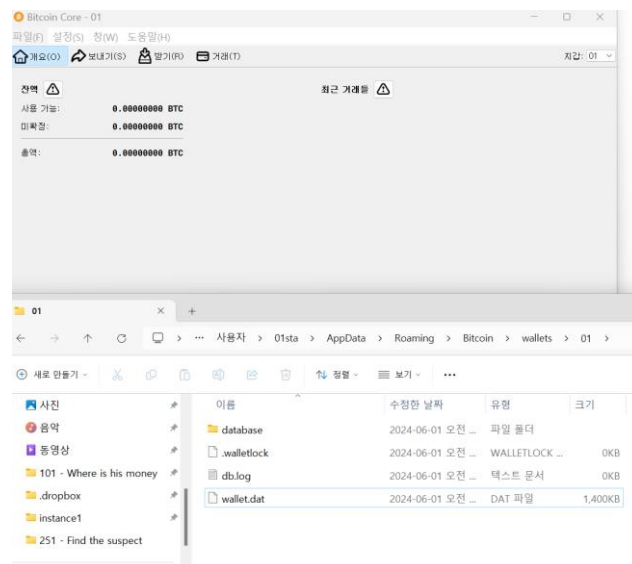 Bitcoin Core - 01
파일(F) 설정(S) 창(W) 도움말(H)
개요(O) 보내기(S) 받기(R) 거래(T) 지갑: 01
잔액 최근 거래들
사용 가능: 0.00000000 BTC
미확정: 0.00000000 BTC
총액: 0.00000000 BTC
01
사용자 > 01sta > AppData > Roaming > Bitcoin > wallets > 01 >
새로 만들기 정렬 보기
사진 이름 수정한 날짜 유형 크기
음악 database 2024-06-01 오전 ... 파일 폴더
동영상 .walletlock 2024-06-01 오전 ... WALLETLOCK ... 0KB
101 - Where is his money db.log 2024-06-01 오전 ... 텍스트 문서 0KB
.dropbox wallet.dat 2024-06-01 오전 ... DAT 파일 1,400KB
instance1
251 - Find the suspect